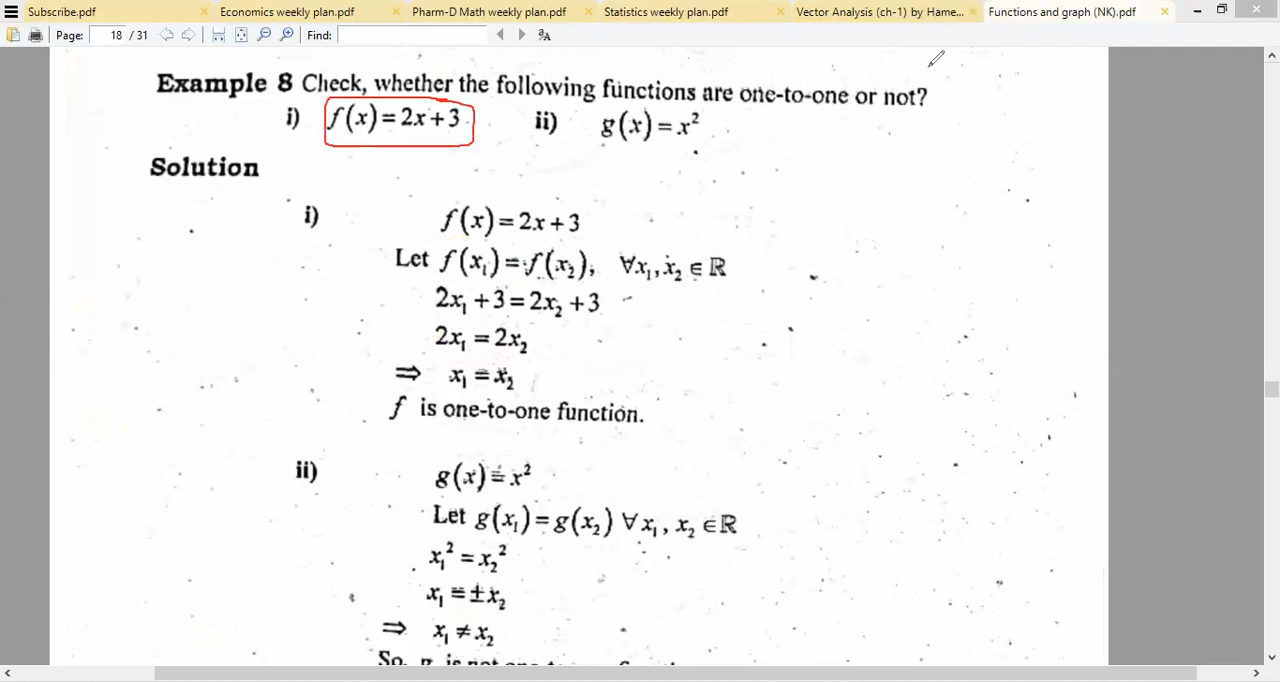 Subscribe.pdf Economics weekly plan.pdf Pharm-D Math weekly plan.pdf Statistics weekly plan.pdf Vector Analysis (ch-1) by Hame... Functions and graph (NK).pdf
Page: 18 / 31 Find:
Example 8 Check, whether the following functions are one-to-one or not?
i) f(x) = 2x + 3 ii) g(x) = x²
Solution
i) f(x) = 2x + 3
Let f(x₁) = f(x₂), ∀x₁, x₂ ∈ ℝ
2x₁ + 3 = 2x₂ + 3
2x₁ = 2x₂
⇒ x₁ = x₂
f is one-to-one function.
ii) g(x) = x²
Let g(x₁) = g(x₂) ∀ x₁, x₂ ∈ ℝ
x₁² = x₂²
x₁ = ±x₂
⇒ x₁ ≠ x₂
So, g is not one